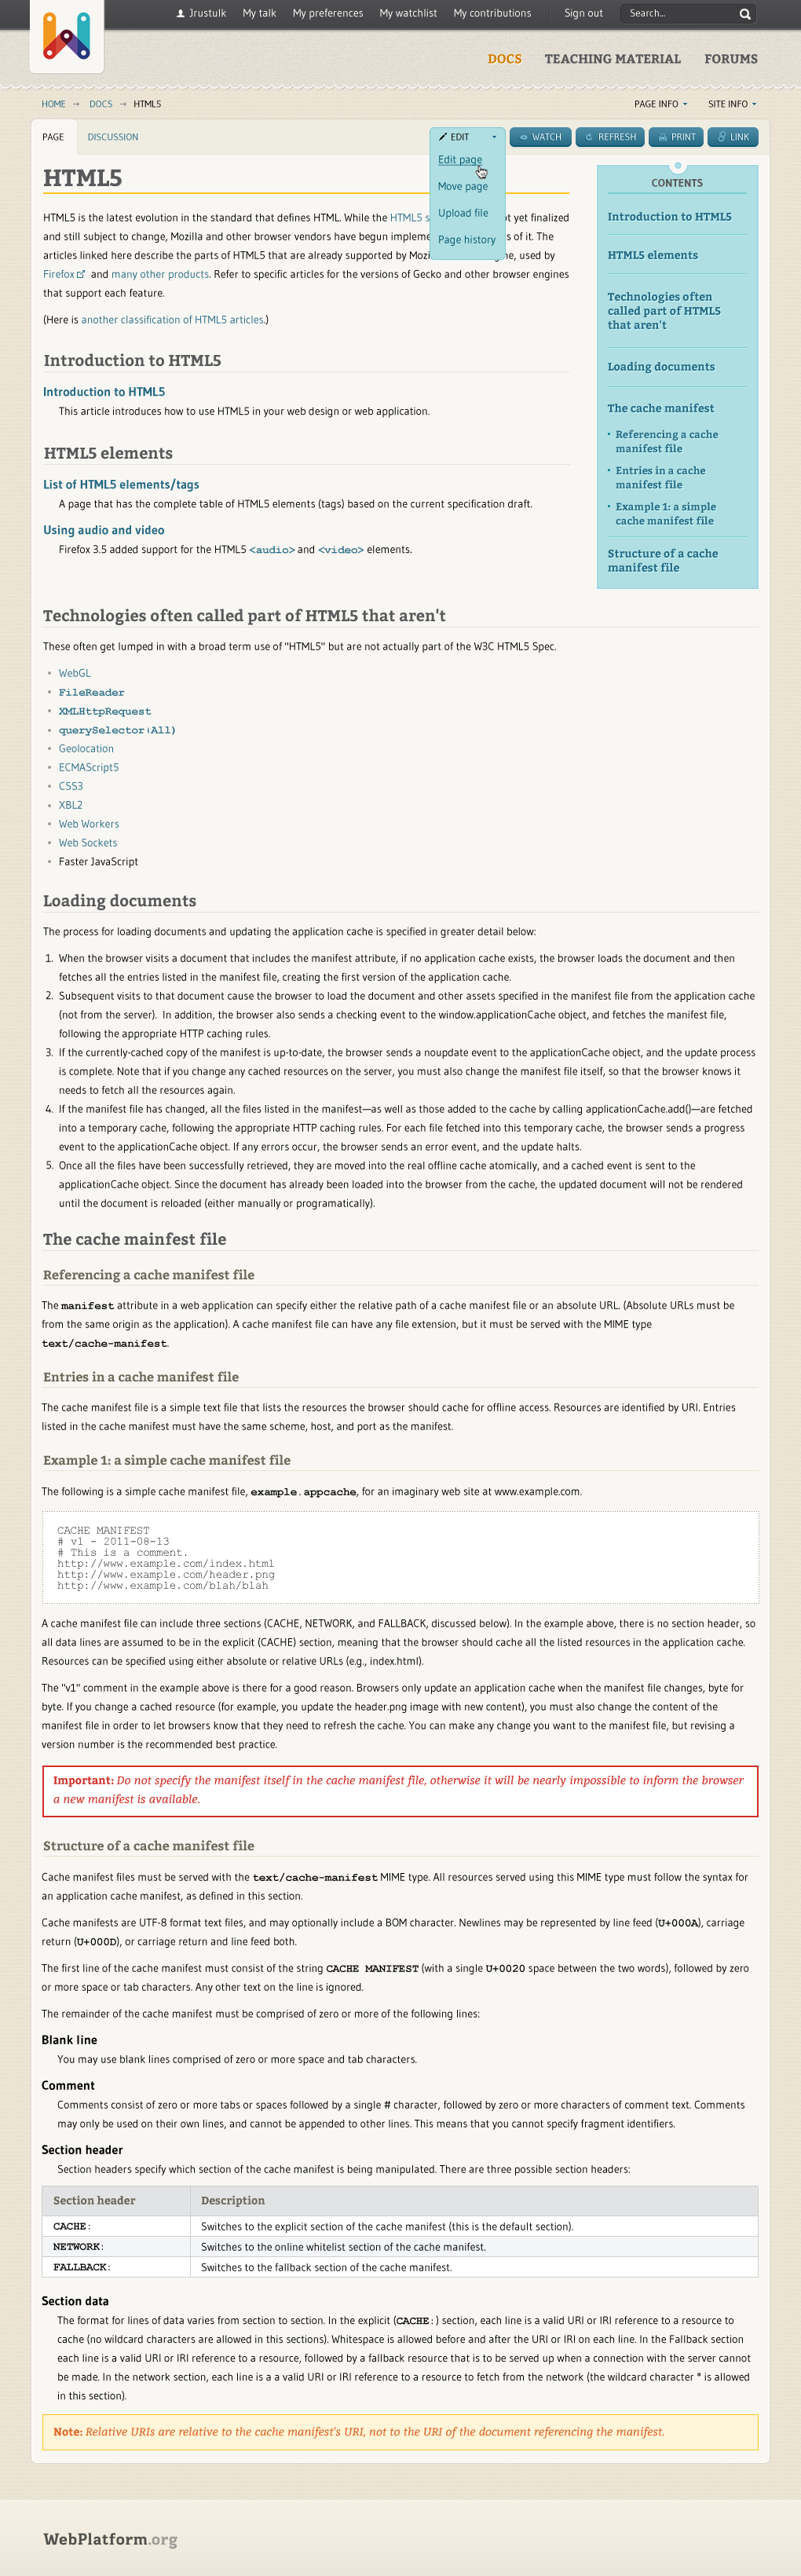 Jrustulk My talk My preferences My watchlist My contributions Sign out Search...
DOCS TEACHING MATERIAL FORUMS
HOME → DOCS → HTML5 PAGE INFO SITE INFO
PAGE DISCUSSION EDIT WATCH REFRESH PRINT LINK
Edit page
Move page
Upload file
Page history
HTML5
HTML5 is the latest evolution in the standard that defines HTML. While the HTML5 s t yet finalized
and still subject to change, Mozilla and other browser vendors have begun impleme s of it. The
articles linked here describe the parts of HTML5 that are already supported by Mozi ne, used by
Firefox and many other products. Refer to specific articles for the versions of Gecko and other browser engines
that support each feature.
(Here is another classification of HTML5 articles.)
Introduction to HTML5
Introduction to HTML5
This article introduces how to use HTML5 in your web design or web application.
HTML5 elements
List of HTML5 elements/tags
A page that has the complete table of HTML5 elements (tags) based on the current specification draft.
Using audio and video
Firefox 3.5 added support for the HTML5 <audio> and <video> elements.
CONTENTS
Introduction to HTML5
HTML5 elements
Technologies often
called part of HTML5
that aren't
Loading documents
The cache manifest
• Referencing a cache
manifest file
• Entries in a cache
manifest file
• Example 1: a simple
cache manifest file
Structure of a cache
manifest file
Technologies often called part of HTML5 that aren't
These often get lumped in with a broad term use of "HTML5" but are not actually part of the W3C HTML5 Spec.
• WebGL
• FileReader
• XMLHttpRequest
• querySelector(All)
• Geolocation
• ECMAScript5
• CSS3
• XBL2
• Web Workers
• Web Sockets
• Faster JavaScript
Loading documents
The process for loading documents and updating the application cache is specified in greater detail below:
1. When the browser visits a document that includes the manifest attribute, if no application cache exists, the browser loads the document and then
fetches all the entries listed in the manifest file, creating the first version of the application cache.
2. Subsequent visits to that document cause the browser to load the document and other assets specified in the manifest file from the application cache
(not from the server). In addition, the browser also sends a checking event to the window.applicationCache object, and fetches the manifest file,
following the appropriate HTTP caching rules.
3. If the currently-cached copy of the manifest is up-to-date, the browser sends a noupdate event to the applicationCache object, and the update process
is complete. Note that if you change any cached resources on the server, you must also change the manifest file itself, so that the browser knows it
needs to fetch all the resources again.
4. If the manifest file has changed, all the files listed in the manifest—as well as those added to the cache by calling applicationCache.add()—are fetched
into a temporary cache, following the appropriate HTTP caching rules. For each file fetched into this temporary cache, the browser sends a progress
event to the applicationCache object. If any errors occur, the browser sends an error event, and the update halts.
5. Once all the files have been successfully retrieved, they are moved into the real offline cache atomically, and a cached event is sent to the
applicationCache object. Since the document has already been loaded into the browser from the cache, the updated document will not be rendered
until the document is reloaded (either manually or programatically).
The cache mainfest file
Referencing a cache manifest file
The manifest attribute in a web application can specify either the relative path of a cache manifest file or an absolute URL. (Absolute URLs must be
from the same origin as the application). A cache manifest file can have any file extension, but it must be served with the MIME type
text/cache-manifest.
Entries in a cache manifest file
The cache manifest file is a simple text file that lists the resources the browser should cache for offline access. Resources are identified by URI. Entries
listed in the cache manifest must have the same scheme, host, and port as the manifest.
Example 1: a simple cache manifest file
The following is a simple cache manifest file, example.appcache, for an imaginary web site at www.example.com.
CACHE MANIFEST
# v1 - 2011-08-13
# This is a comment.
http://www.example.com/index.html
http://www.example.com/header.png
http://www.example.com/blah/blah
A cache manifest file can include three sections (CACHE, NETWORK, and FALLBACK, discussed below). In the example above, there is no section header, so
all data lines are assumed to be in the explicit (CACHE) section, meaning that the browser should cache all the listed resources in the application cache.
Resources can be specified using either absolute or relative URLs (e.g., index.html).
The "v1" comment in the example above is there for a good reason. Browsers only update an application cache when the manifest file changes, byte for
byte. If you change a cached resource (for example, you update the header.png image with new content), you must also change the content of the
manifest file in order to let browsers know that they need to refresh the cache. You can make any change you want to the manifest file, but revising a
version number is the recommended best practice.
Important: Do not specify the manifest itself in the cache manifest file, otherwise it will be nearly impossible to inform the browser
a new manifest is available.
Structure of a cache manifest file
Cache manifest files must be served with the text/cache-manifest MIME type. All resources served using this MIME type must follow the syntax for
an application cache manifest, as defined in this section.
Cache manifests are UTF-8 format text files, and may optionally include a BOM character. Newlines may be represented by line feed (U+000A), carriage
return (U+000D), or carriage return and line feed both.
The first line of the cache manifest must consist of the string CACHE MANIFEST (with a single U+0020 space between the two words), followed by zero
or more space or tab characters. Any other text on the line is ignored.
The remainder of the cache manifest must be comprised of zero or more of the following lines:
Blank line
You may use blank lines comprised of zero or more space and tab characters.
Comment
Comments consist of zero or more tabs or spaces followed by a single # character, followed by zero or more characters of comment text. Comments
may only be used on their own lines, and cannot be appended to other lines. This means that you cannot specify fragment identifiers.
Section header
Section headers specify which section of the cache manifest is being manipulated. There are three possible section headers:
Section header Description
CACHE: Switches to the explicit section of the cache manifest (this is the default section).
NETWORK: Switches to the online whitelist section of the cache manifest.
FALLBACK: Switches to the fallback section of the cache manifest.
Section data
The format for lines of data varies from section to section. In the explicit (CACHE:) section, each line is a valid URI or IRI reference to a resource to
cache (no wildcard characters are allowed in this sections). Whitespace is allowed before and after the URI or IRI on each line. In the Fallback section
each line is a valid URI or IRI reference to a resource, followed by a fallback resource that is to be served up when a connection with the server cannot
be made. In the network section, each line is a a valid URI or IRI reference to a resource to fetch from the network (the wildcard character * is allowed
in this section).
Note: Relative URIs are relative to the cache manifest's URI, not to the URI of the document referencing the manifest.
WebPlatform.org